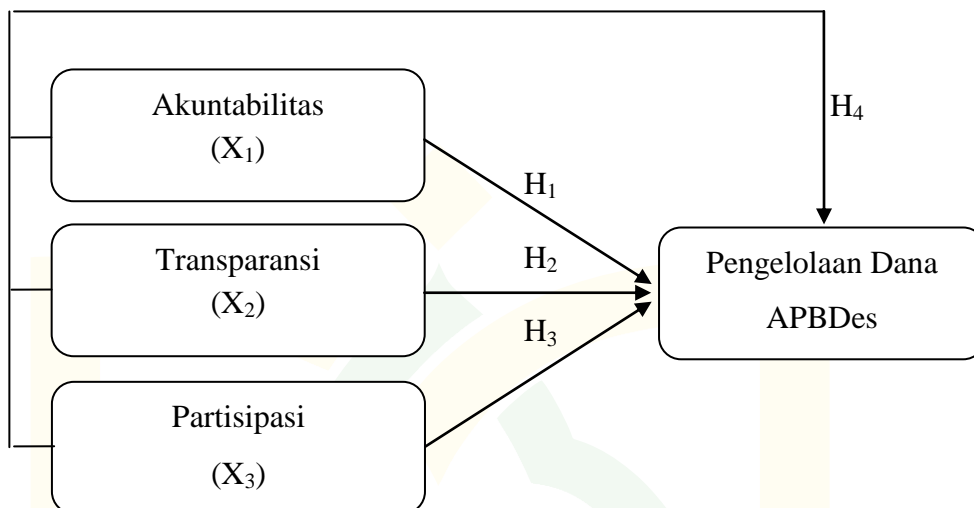 Akuntabilitas
(X₁)
H₄
H₁
Transparansi
(X₂)
H₂
Pengelolaan Dana
APBDes
H₃
Partisipasi
(X₃)